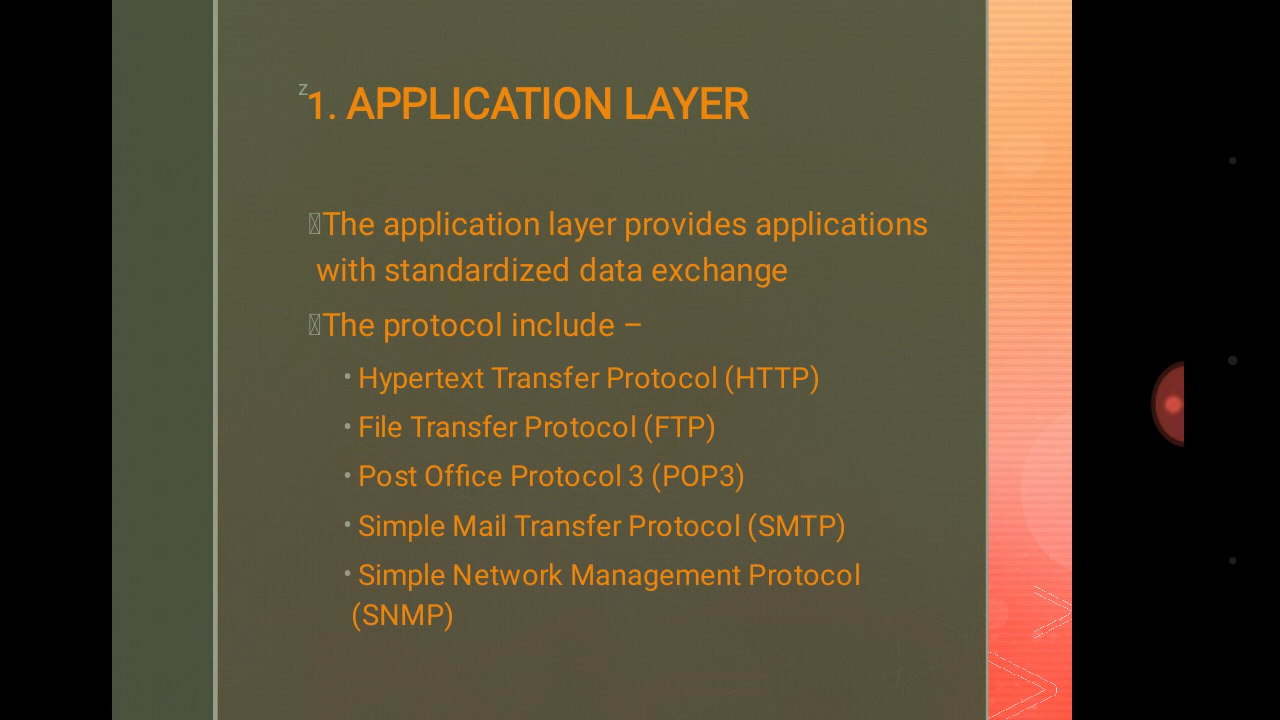 z
1. APPLICATION LAYER
The application layer provides applications
with standardized data exchange
The protocol include –
• Hypertext Transfer Protocol (HTTP)
• File Transfer Protocol (FTP)
• Post Office Protocol 3 (POP3)
• Simple Mail Transfer Protocol (SMTP)
• Simple Network Management Protocol
(SNMP)